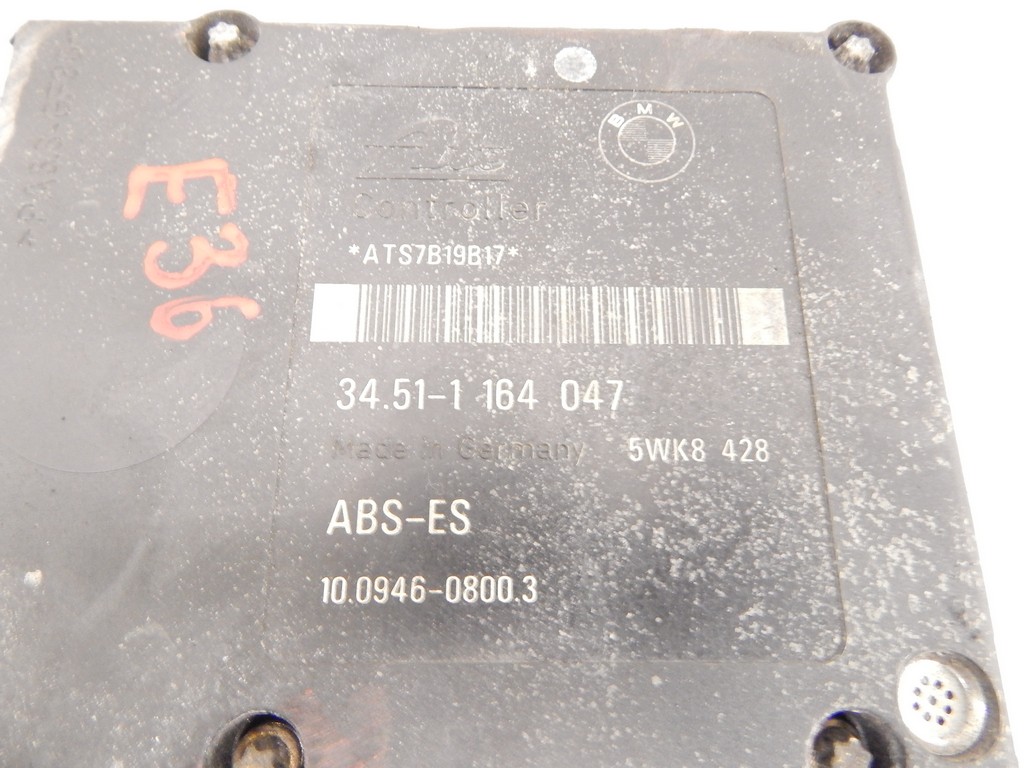 BMW
Controller
*ATS7B19B17*
34.51-1 164 047
Made in Germany 5WK8 428
ABS-ES
10.0946-0800.3
E36